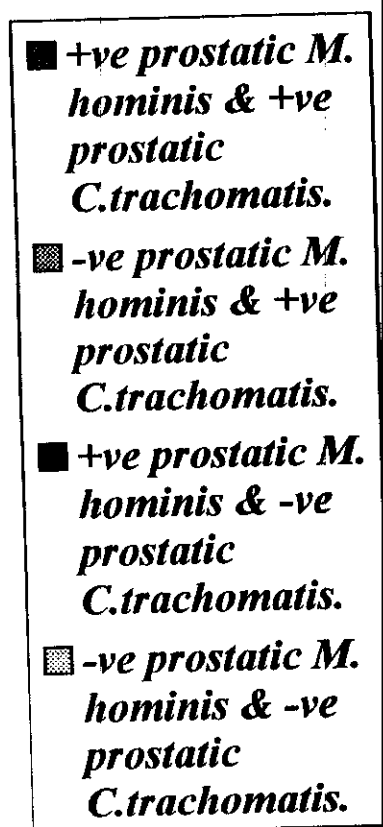 +ve prostatic M.
hominis & +ve
prostatic
C.trachomatis.
-ve prostatic M.
hominis & +ve
prostatic
C.trachomatis.
+ve prostatic M.
hominis & -ve
prostatic
C.trachomatis.
-ve prostatic M.
hominis & -ve
prostatic
C.trachomatis.